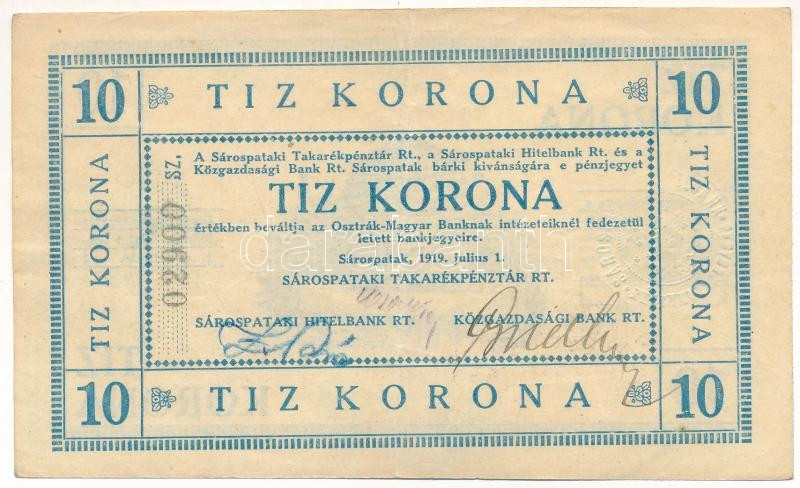 10 TIZ KORONA 10
A Sárospataki Takarékpénztár Rt., a Sárospataki Hitelbank Rt. és a
Közgazdasági Bank Rt. Sárospatak bárki kivánságára e pénzjegyet
TIZ KORONA
értékben beváltja az Osztrák-Magyar Banknak intézeteiknél fedezetül
letett bankjegyeire.
Sárospatak, 1919. Julius 1.
SÁROSPATAKI TAKARÉKPÉNZTÁR RT.
SÁROSPATAKI HITELBANK RT. KÖZGAZDASÁGI BANK RT.
02900 SZ.
TIZ KORONA
TIZ KORONA
10 TIZ KORONA 10
darabanth